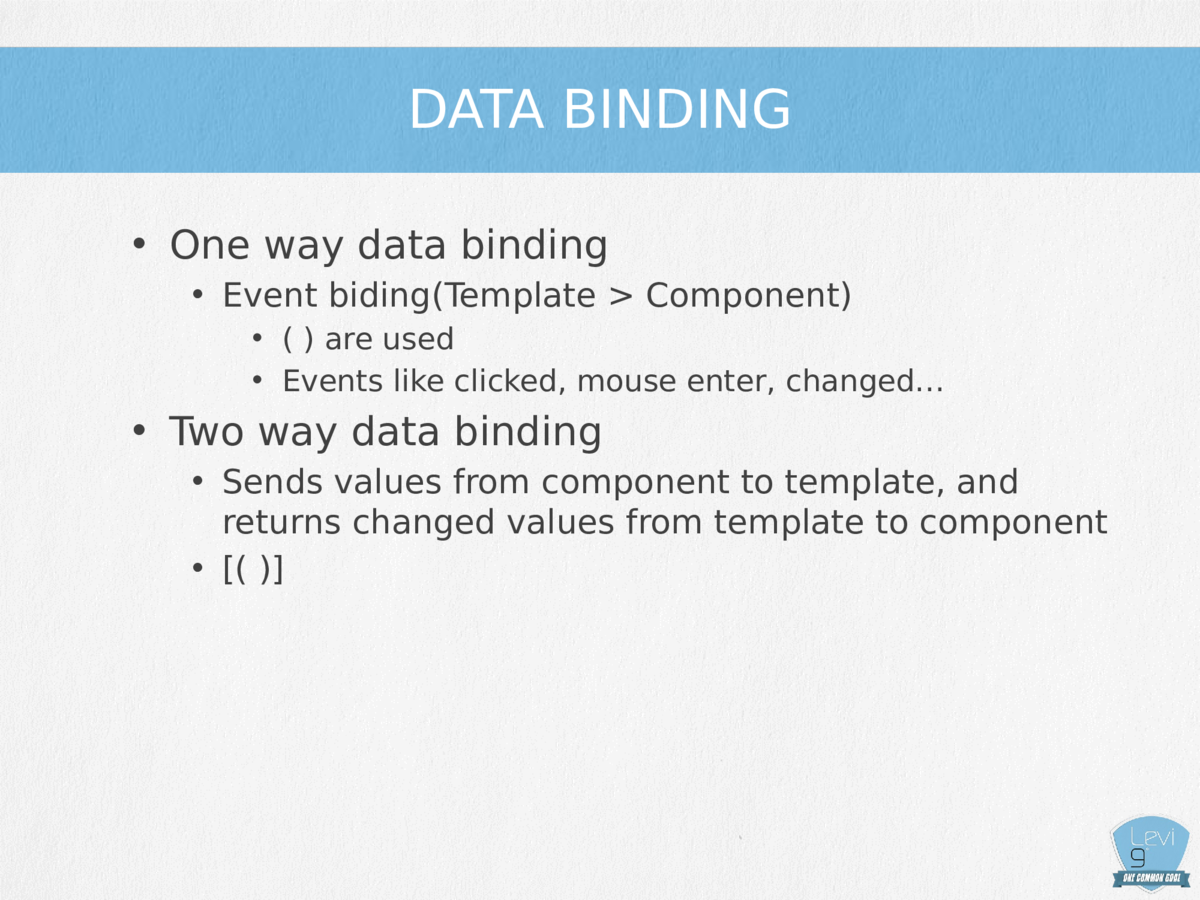 DATA BINDING
• One way data binding
• Event biding(Template > Component)
• ( ) are used
• Events like clicked, mouse enter, changed…
• Two way data binding
• Sends values from component to template, and
returns changed values from template to component
• [( )]
Levi
9
ONE COMMON GOAL